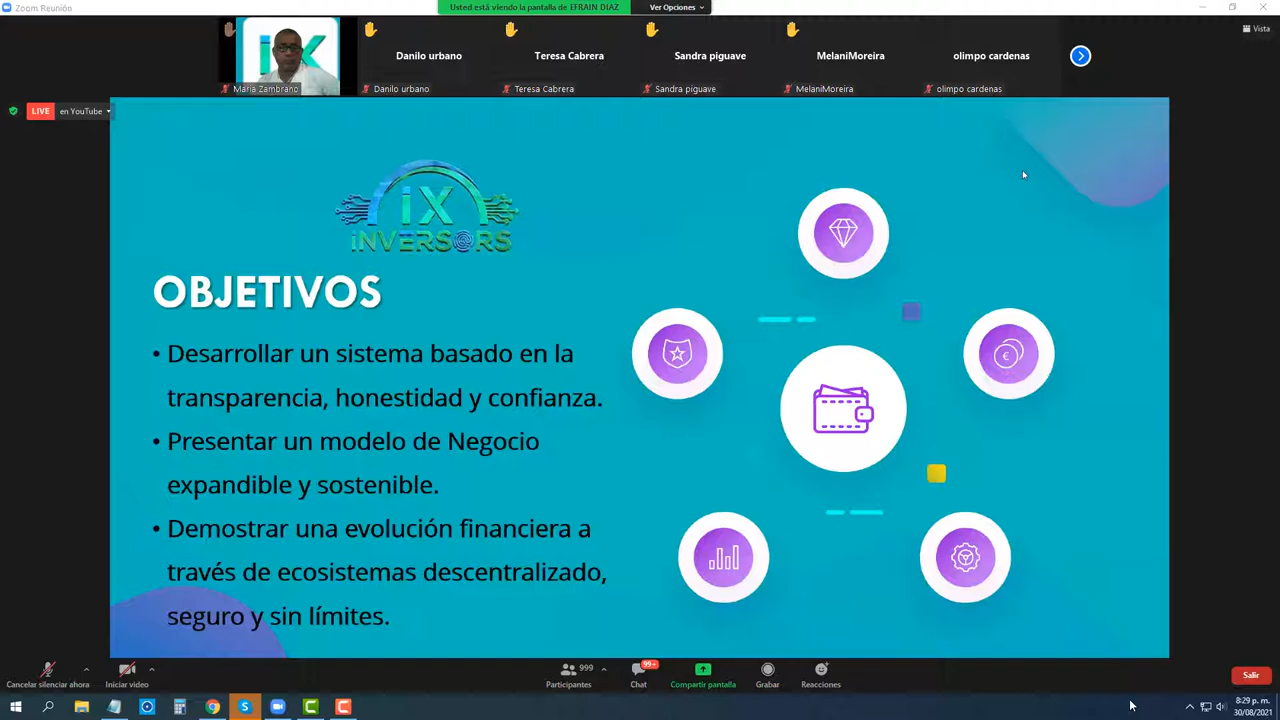 Zoom Reunión
Usted está viendo la pantalla de EFRAIN DIAZ
Ver Opciones
Vista
Danilo urbano
Teresa Cabrera
Sandra piguave
MelaniMoreira
olimpo cardenas
iX
Maria Zambrano
Danilo urbano
Teresa Cabrera
Sandra piguave
MelaniMoreira
olimpo cardenas
LIVE
en YouTube
iX
iNVERS@RS
OBJETIVOS
• Desarrollar un sistema basado en la
transparencia, honestidad y confianza.
• Presentar un modelo de Negocio
expandible y sostenible.
• Demostrar una evolución financiera a
través de ecosistemas descentralizado,
seguro y sin límites.
€
Cancelar silenciar ahora
Iniciar video
999
Participantes
99+
Chat
Compartir pantalla
Grabar
Reacciones
Salir
8:29 p. m.
30/08/2021